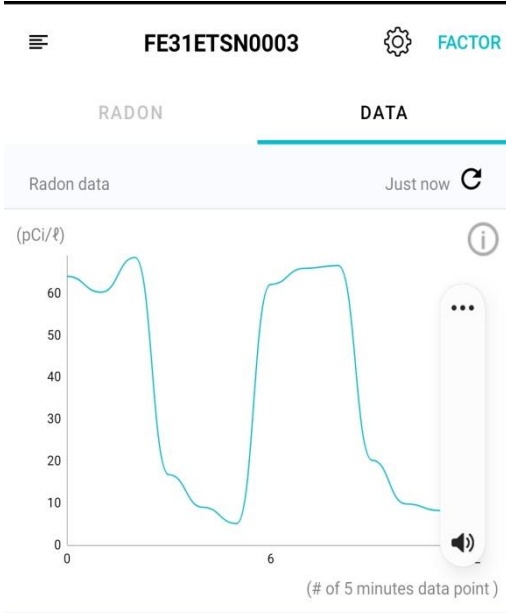 FE31ETSN0003 FACTOR
RADON DATA
Radon data Just now
(pCi/ℓ)
60
50
40
30
20
10
0
0 6
(# of 5 minutes data point )